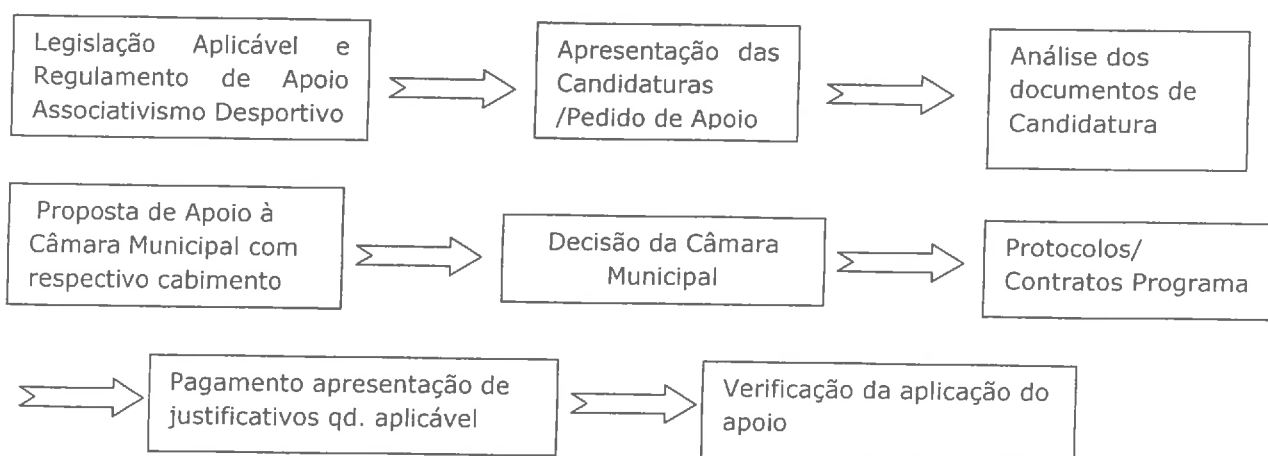 Legislação Aplicável e
Regulamento de Apoio
Associativismo Desportivo
Apresentação das
Candidaturas
/Pedido de Apoio
Análise dos
documentos de
Candidatura
Proposta de Apoio à
Câmara Municipal com
respectivo cabimento
Decisão da Câmara
Municipal
Protocolos/
Contratos Programa
Pagamento apresentação de
justificativos qd. aplicável
Verificação da aplicação do
apoio